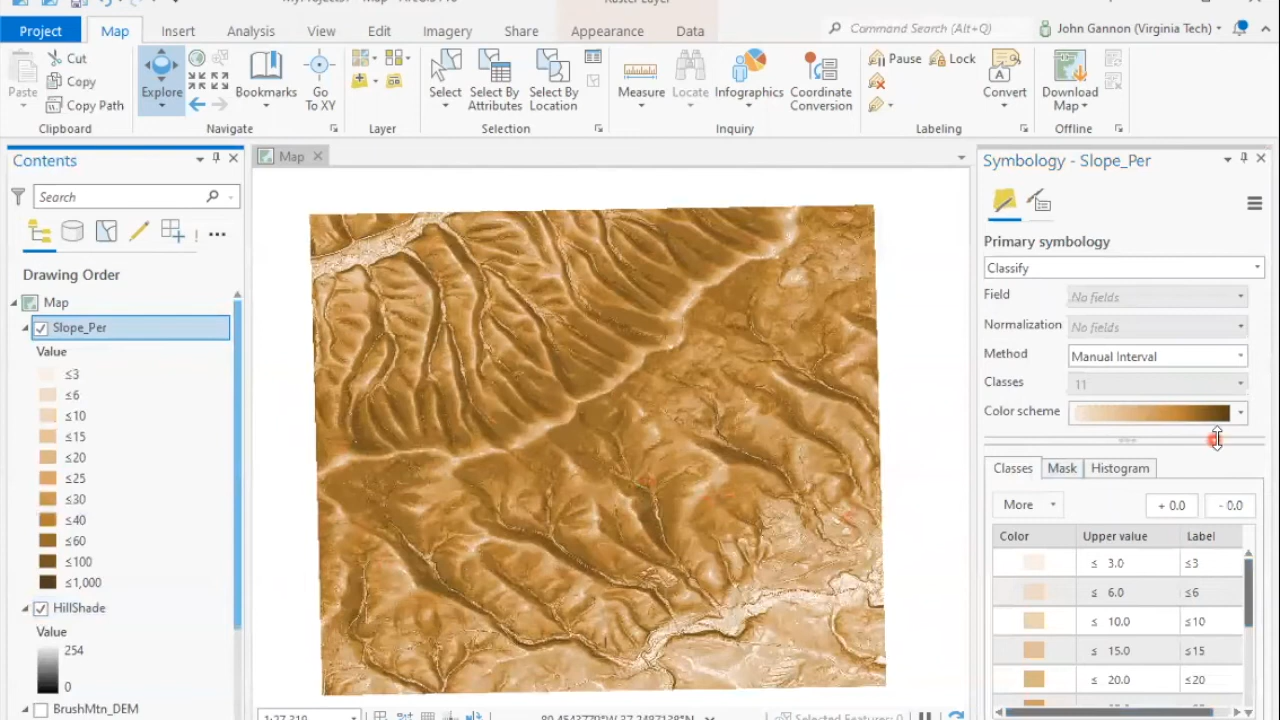 Project Map Insert Analysis View Edit Imagery Share Appearance Data Command Search (Alt+Q) John Gannon (Virginia Tech)
Paste Cut Copy Copy Path Clipboard
Explore Bookmarks Go To XY Navigate
Layer
Select Select By Attributes Select By Location Selection
Measure Locate Infographics Coordinate Conversion Inquiry
Pause Lock Convert Labeling
Download Map Offline
Contents
Search
Drawing Order
Map
Slope_Per
Value
≤3
≤6
≤10
≤15
≤20
≤25
≤30
≤40
≤60
≤100
≤1,000
HillShade
Value
254
0
BrushMtn_DEM
Map
Symbology - Slope_Per
Primary symbology
Classify
Field No fields
Normalization No fields
Method Manual Interval
Classes 11
Color scheme
Classes Mask Histogram
More + 0.0 - 0.0
Color Upper value Label
≤ 3.0 ≤3
≤ 6.0 ≤6
≤ 10.0 ≤10
≤ 15.0 ≤15
≤ 20.0 ≤20